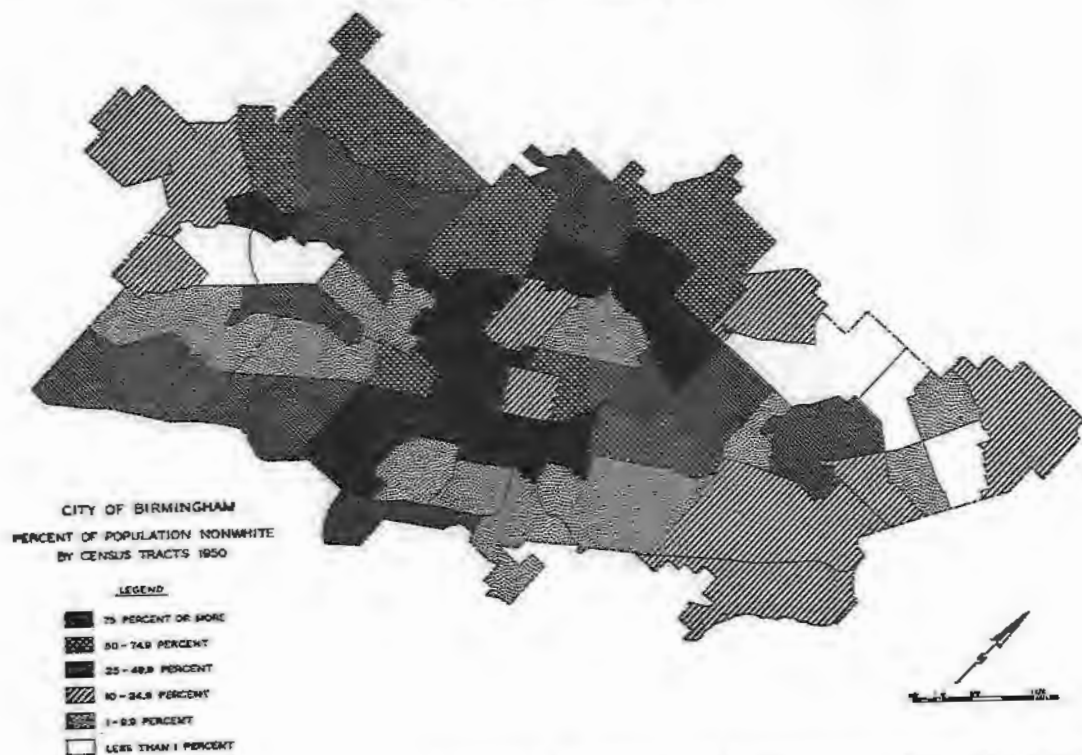 CITY OF BIRMINGHAM
PERCENT OF POPULATION NONWHITE
BY CENSUS TRACTS 1950
LEGEND
75 PERCENT OR MORE
50-74.9 PERCENT
25-49.9 PERCENT
10-24.9 PERCENT
1-9.9 PERCENT
LESS THAN 1 PERCENT